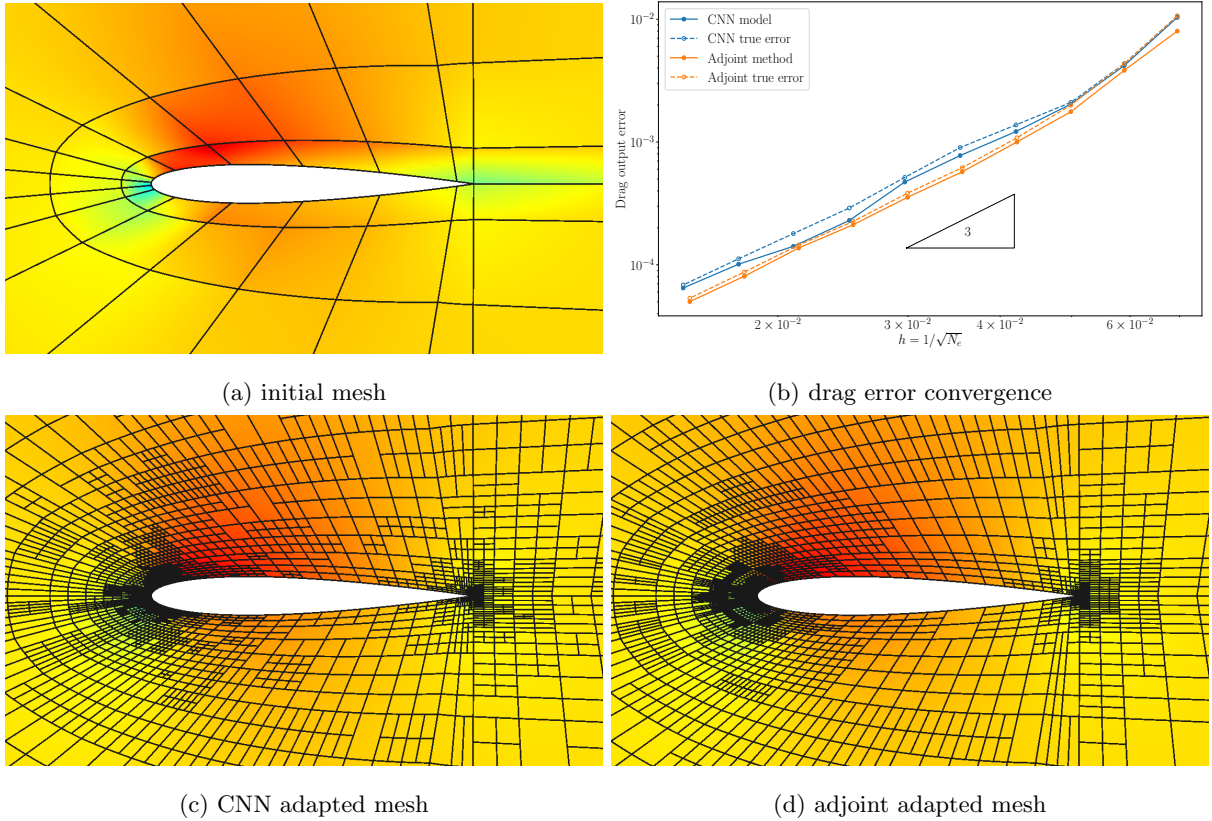 CNN model
CNN true error
Adjoint method
Adjoint true error
Drag output error
10⁻²
10⁻³
10⁻⁴
3
2 × 10⁻²
3 × 10⁻²
4 × 10⁻²
6 × 10⁻²
h = 1/√Nₑ
(a) initial mesh
(b) drag error convergence
(c) CNN adapted mesh
(d) adjoint adapted mesh